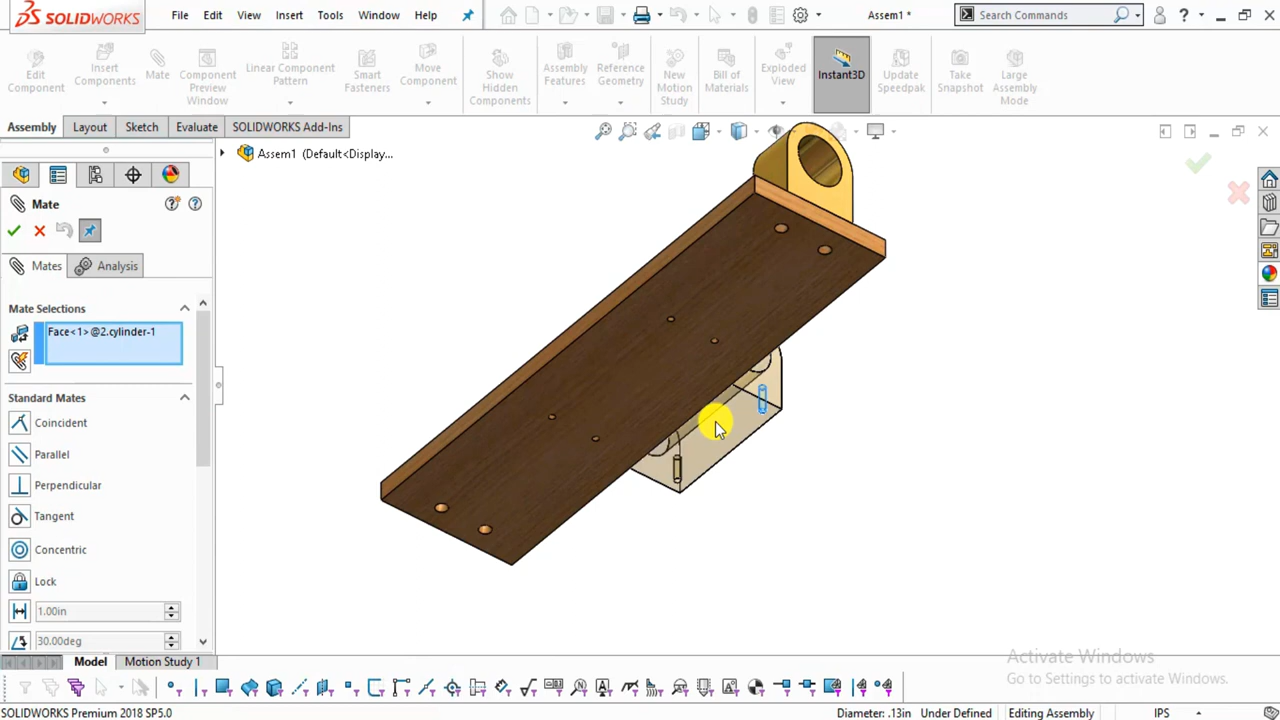 SOLIDWORKS File Edit View Insert Tools Window Help Assem1 * Search Commands ?
Edit Component Insert Components Mate Component Preview Window Linear Component Pattern Smart Fasteners Move Component Show Hidden Components Assembly Features Reference Geometry New Motion Study Bill of Materials Exploded View Instant3D Update Speedpak Take Snapshot Large Assembly Mode
Assembly Layout Sketch Evaluate SOLIDWORKS Add-Ins
Assem1 (Default<Display...
Mate
Mates Analysis
Mate Selections
Face<1>@2.cylinder-1
Standard Mates
Coincident
Parallel
Perpendicular
Tangent
Concentric
Lock
1.00in
30.00deg
Activate Windows
Go to Settings to activate Windows.
Model Motion Study 1
SOLIDWORKS Premium 2018 SP5.0 Diameter: .13in Under Defined Editing Assembly IPS